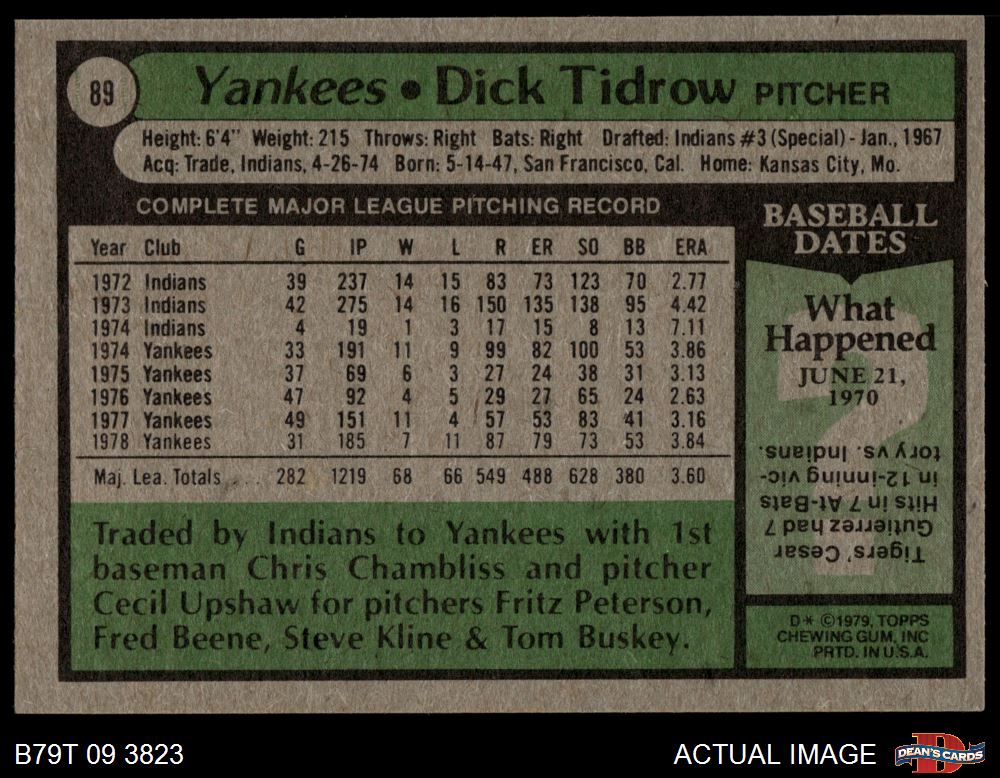 89
Yankees • Dick Tidrow PITCHER
Height: 6'4" Weight: 215 Throws: Right Bats: Right Drafted: Indians #3 (Special) - Jan., 1967
Acq: Trade, Indians, 4-26-74 Born: 5-14-47, San Francisco, Cal. Home: Kansas City, Mo.
COMPLETE MAJOR LEAGUE PITCHING RECORD
Year Club G IP W L R ER SO BB ERA
1972 Indians 39 237 14 15 83 73 123 70 2.77
1973 Indians 42 275 14 16 150 135 138 95 4.42
1974 Indians 4 19 1 3 17 15 8 13 7.11
1974 Yankees 33 191 11 9 99 82 100 53 3.86
1975 Yankees 37 69 6 3 27 24 38 31 3.13
1976 Yankees 47 92 4 5 29 27 65 24 2.63
1977 Yankees 49 151 11 4 57 53 83 41 3.16
1978 Yankees 31 185 7 11 87 79 73 53 3.84
Maj. Lea. Totals . . . 282 1219 68 66 549 488 628 380 3.60
Traded by Indians to Yankees with 1st
baseman Chris Chambliss and pitcher
Cecil Upshaw for pitchers Fritz Peterson,
Fred Beene, Steve Kline & Tom Buskey.
BASEBALL
DATES
What
Happened
JUNE 21,
1970
?
Tigers' Cesar
Gutierrez had 7
Hits in 7 At-Bats
in 12-inning vic-
tory vs. Indians.
D* ©1979, TOPPS
CHEWING GUM, INC
PRTD. IN U.S.A.
B79T 09 3823
ACTUAL IMAGE
D
DEAN'S CARDS